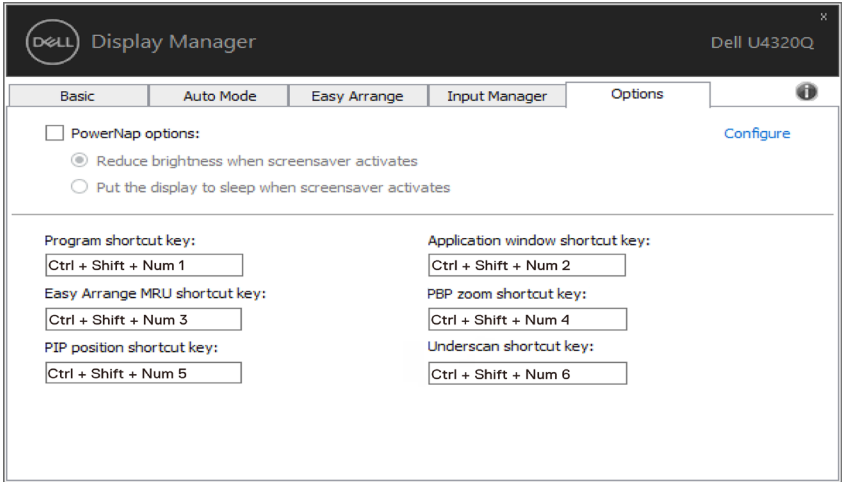 x
DELL Display Manager Dell U4320Q
Basic Auto Mode Easy Arrange Input Manager Options i
PowerNap options: Configure
Reduce brightness when screensaver activates
Put the display to sleep when screensaver activates
Program shortcut key: Application window shortcut key:
Ctrl + Shift + Num 1 Ctrl + Shift + Num 2
Easy Arrange MRU shortcut key: PBP zoom shortcut key:
Ctrl + Shift + Num 3 Ctrl + Shift + Num 4
PIP position shortcut key: Underscan shortcut key:
Ctrl + Shift + Num 5 Ctrl + Shift + Num 6